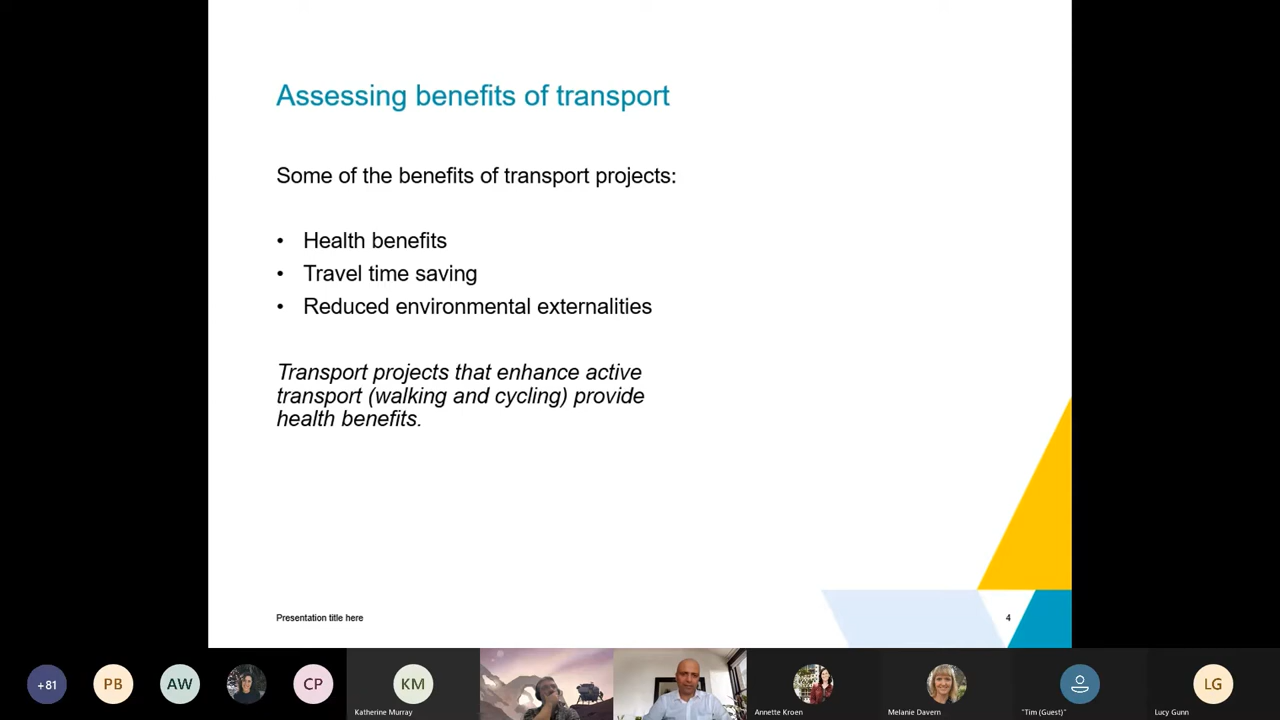 Assessing benefits of transport
Some of the benefits of transport projects:
• Health benefits
• Travel time saving
• Reduced environmental externalities
Transport projects that enhance active
transport (walking and cycling) provide
health benefits.
Presentation title here
4
+81
PB
AW
CP
KM
LG
Katherine Murray
Annette Kroen
Melanie Davern
"Tim (Guest)"
Lucy Gunn